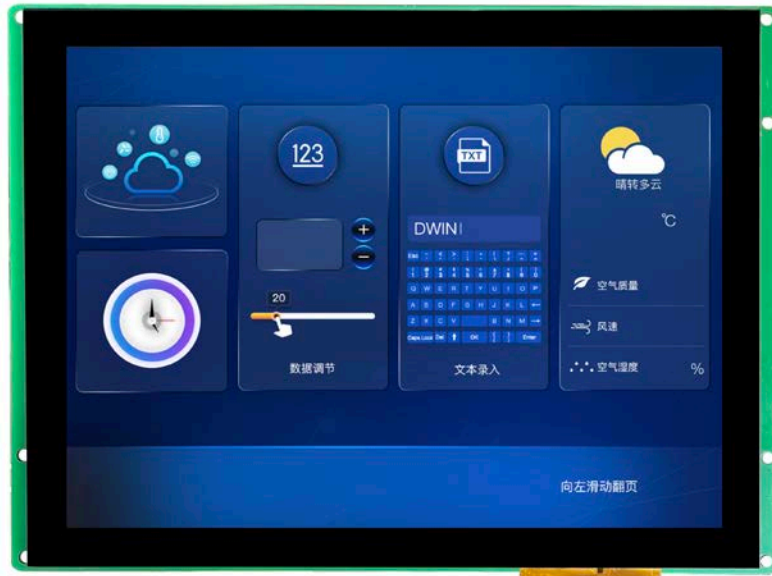 123
20
数据调节
TXT
DWIN
文本录入
晴转多云
℃
空气质量
风速
空气湿度 %
向左滑动翻页